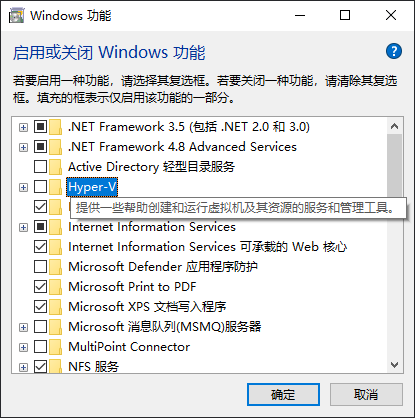 Windows 功能
启用或关闭 Windows 功能
?
若要启用一种功能，请选择其复选框。若要关闭一种功能，请清除其复选
框。填充的框表示仅启用该功能的一部分。
.NET Framework 3.5 (包括 .NET 2.0 和 3.0)
.NET Framework 4.8 Advanced Services
Active Directory 轻型目录服务
Hyper-V
提供一些帮助创建和运行虚拟机及其资源的服务和管理工具。
Internet Information Services
Internet Information Services 可承载的 Web 核心
Microsoft Defender 应用程序防护
Microsoft Print to PDF
Microsoft XPS 文档写入程序
Microsoft 消息队列(MSMQ)服务器
MultiPoint Connector
NFS 服务
确定
取消